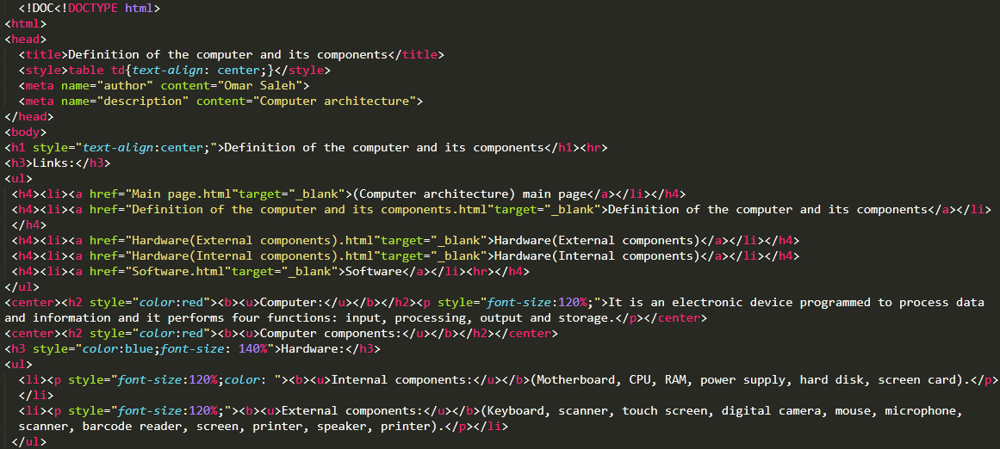 <!DOC<!DOCTYPE html>
<html>
<head>
<title>Definition of the computer and its components</title>
<style>table td{text-align: center;}</style>
<meta name="author" content="Omar Saleh">
<meta name="description" content="Computer architecture">
</head>
<body>
<h1 style="text-align:center;">Definition of the computer and its components</h1><hr>
<h3>Links:</h3>
<ul>
<h4><li><a href="Main page.html"target="_blank">(Computer architecture) main page</a></li></h4>
<h4><li><a href="Definition of the computer and its components.html"target="_blank">Definition of the computer and its components</a></li>
</h4>
<h4><li><a href="Hardware(External components).html"target="_blank">Hardware(External components)</a></li></h4>
<h4><li><a href="Hardware(Internal components).html"target="_blank">Hardware(Internal components)</a></li></h4>
<h4><li><a href="Software.html"target="_blank">Software</a></li><hr></h4>
</ul>
<center><h2 style="color:red"><b><u>Computer:</u></b></h2><p style="font-size:120%;">It is an electronic device programmed to process data
and information and it performs four functions: input, processing, output and storage.</p></center>
<center><h2 style="color:red"><b><u>Computer components:</u></b></h2></center>
<h3 style="color:blue;font-size: 140%">Hardware:</h3>
<ul>
<li><p style="font-size:120%;color: "><b><u>Internal components:</u></b>(Motherboard, CPU, RAM, power supply, hard disk, screen card).</p>
</li>
<li><p style="font-size:120%;"><b><u>External components:</u></b>(Keyboard, scanner, touch screen, digital camera, mouse, microphone,
scanner, barcode reader, screen, printer, speaker, printer).</p></li>
</ul>